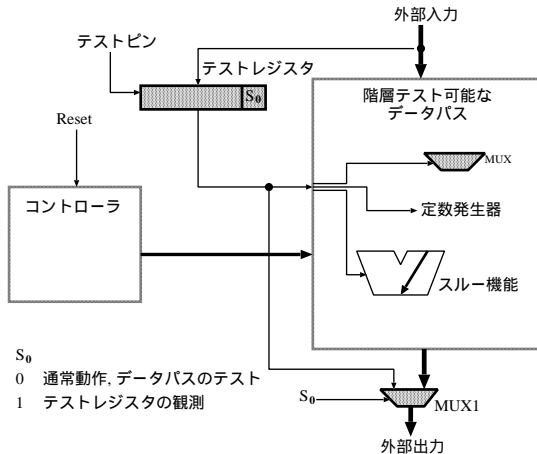 外部入力
テストピン
テストレジスタ
S0
階層テスト可能な
データパス
Reset
MUX
コントローラ
定数発生器
スルー機能
S0
0 通常動作, データパスのテスト
1 テストレジスタの観測
S0
MUX1
外部出力